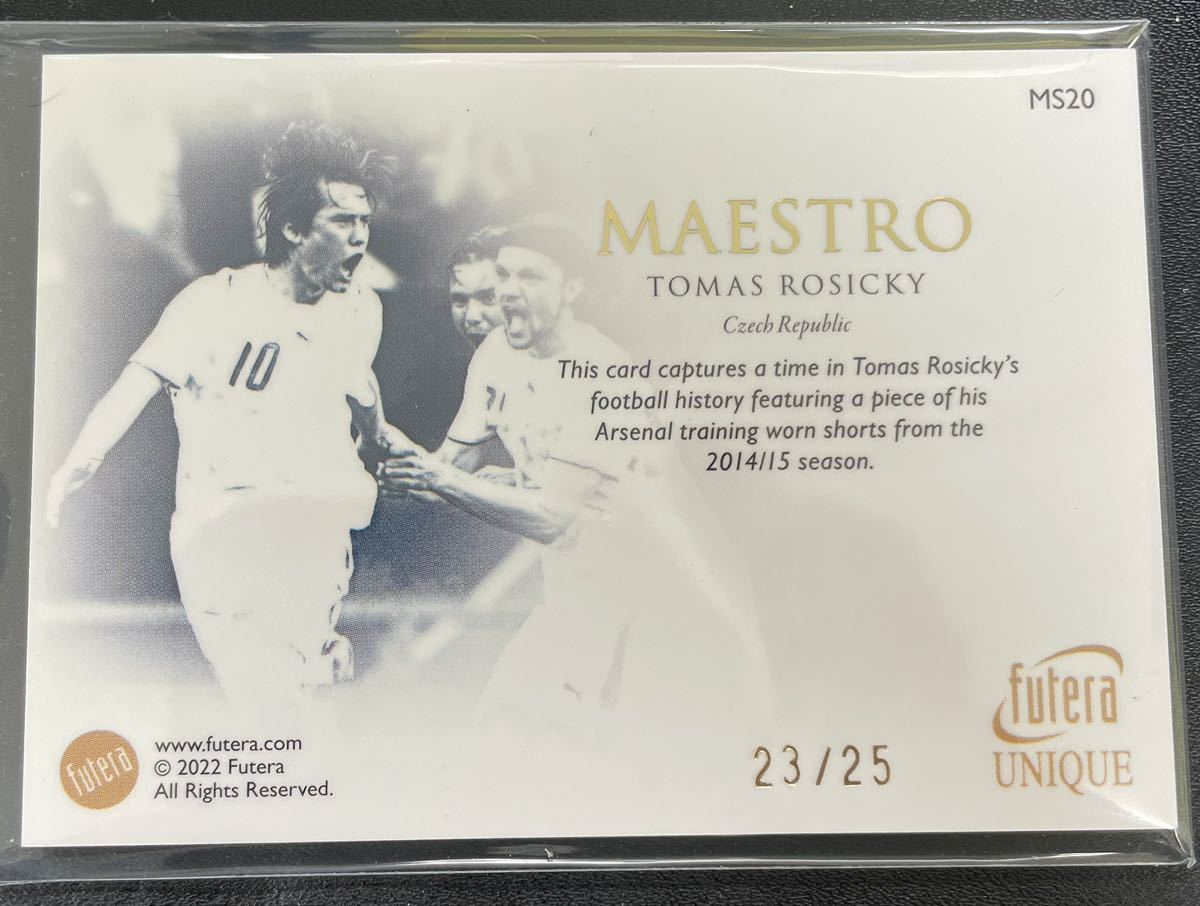 MS20
MAESTRO
TOMAS ROSICKY
Czech Republic
This card captures a time in Tomas Rosicky's
football history featuring a piece of his
Arsenal training worn shorts from the
2014/15 season.
10
futera
www.futera.com
© 2022 Futera
All Rights Reserved.
23/25
futera
UNIQUE